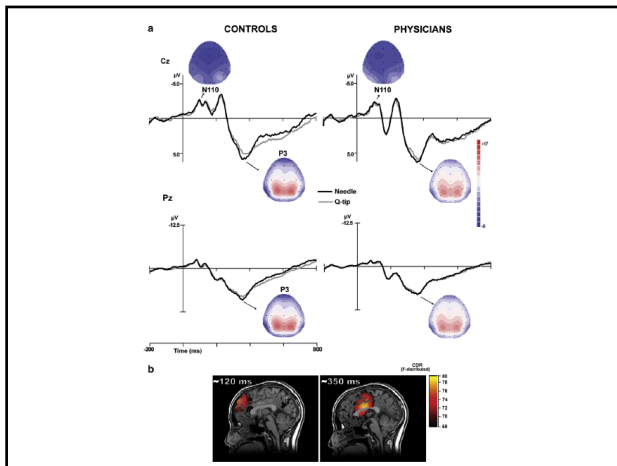 a
CONTROLS
PHYSICIANS
Cz
µV
-5.0
N110
5.0
P3
µV
-5.0
N110
5.0
+17
-6
Needle
Q-tip
Pz
µV
-12.5
P3
µV
-12.5
-200
Time (ms)
800
b
~120 ms
~350 ms
CDR
(F-distributed)
80
78
76
74
72
70
68